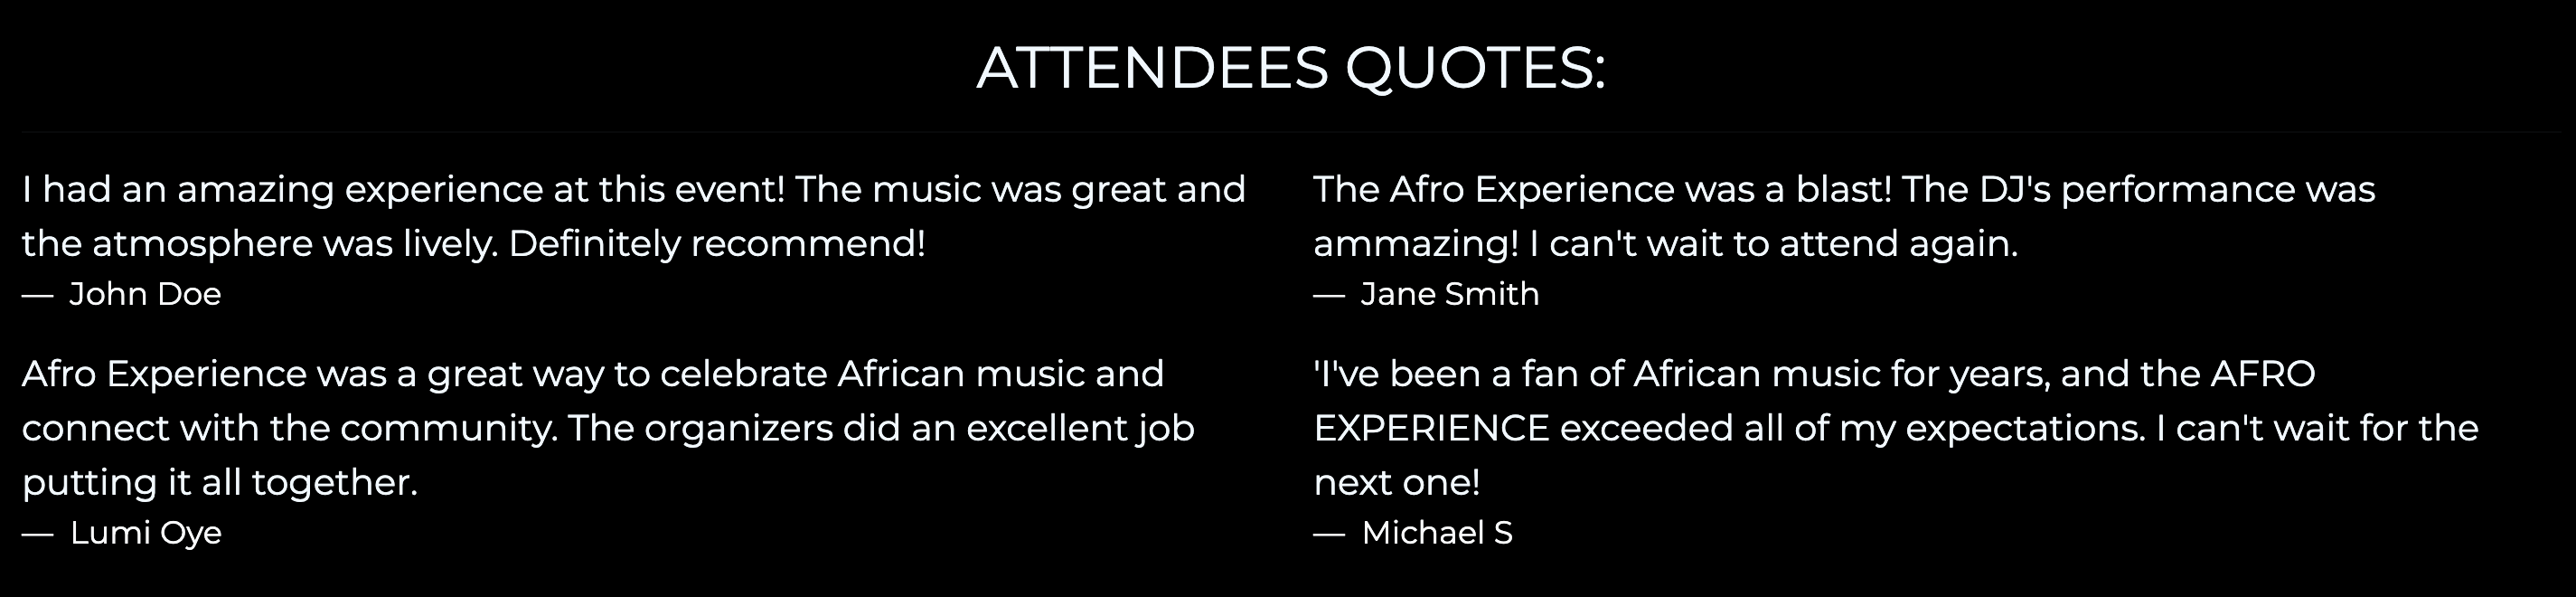 ATTENDEES QUOTES:
I had an amazing experience at this event! The music was great and
the atmosphere was lively. Definitely recommend!
— John Doe
The Afro Experience was a blast! The DJ's performance was
ammazing! I can't wait to attend again.
— Jane Smith
Afro Experience was a great way to celebrate African music and
connect with the community. The organizers did an excellent job
putting it all together.
— Lumi Oye
'I've been a fan of African music for years, and the AFRO
EXPERIENCE exceeded all of my expectations. I can't wait for the
next one!
— Michael S